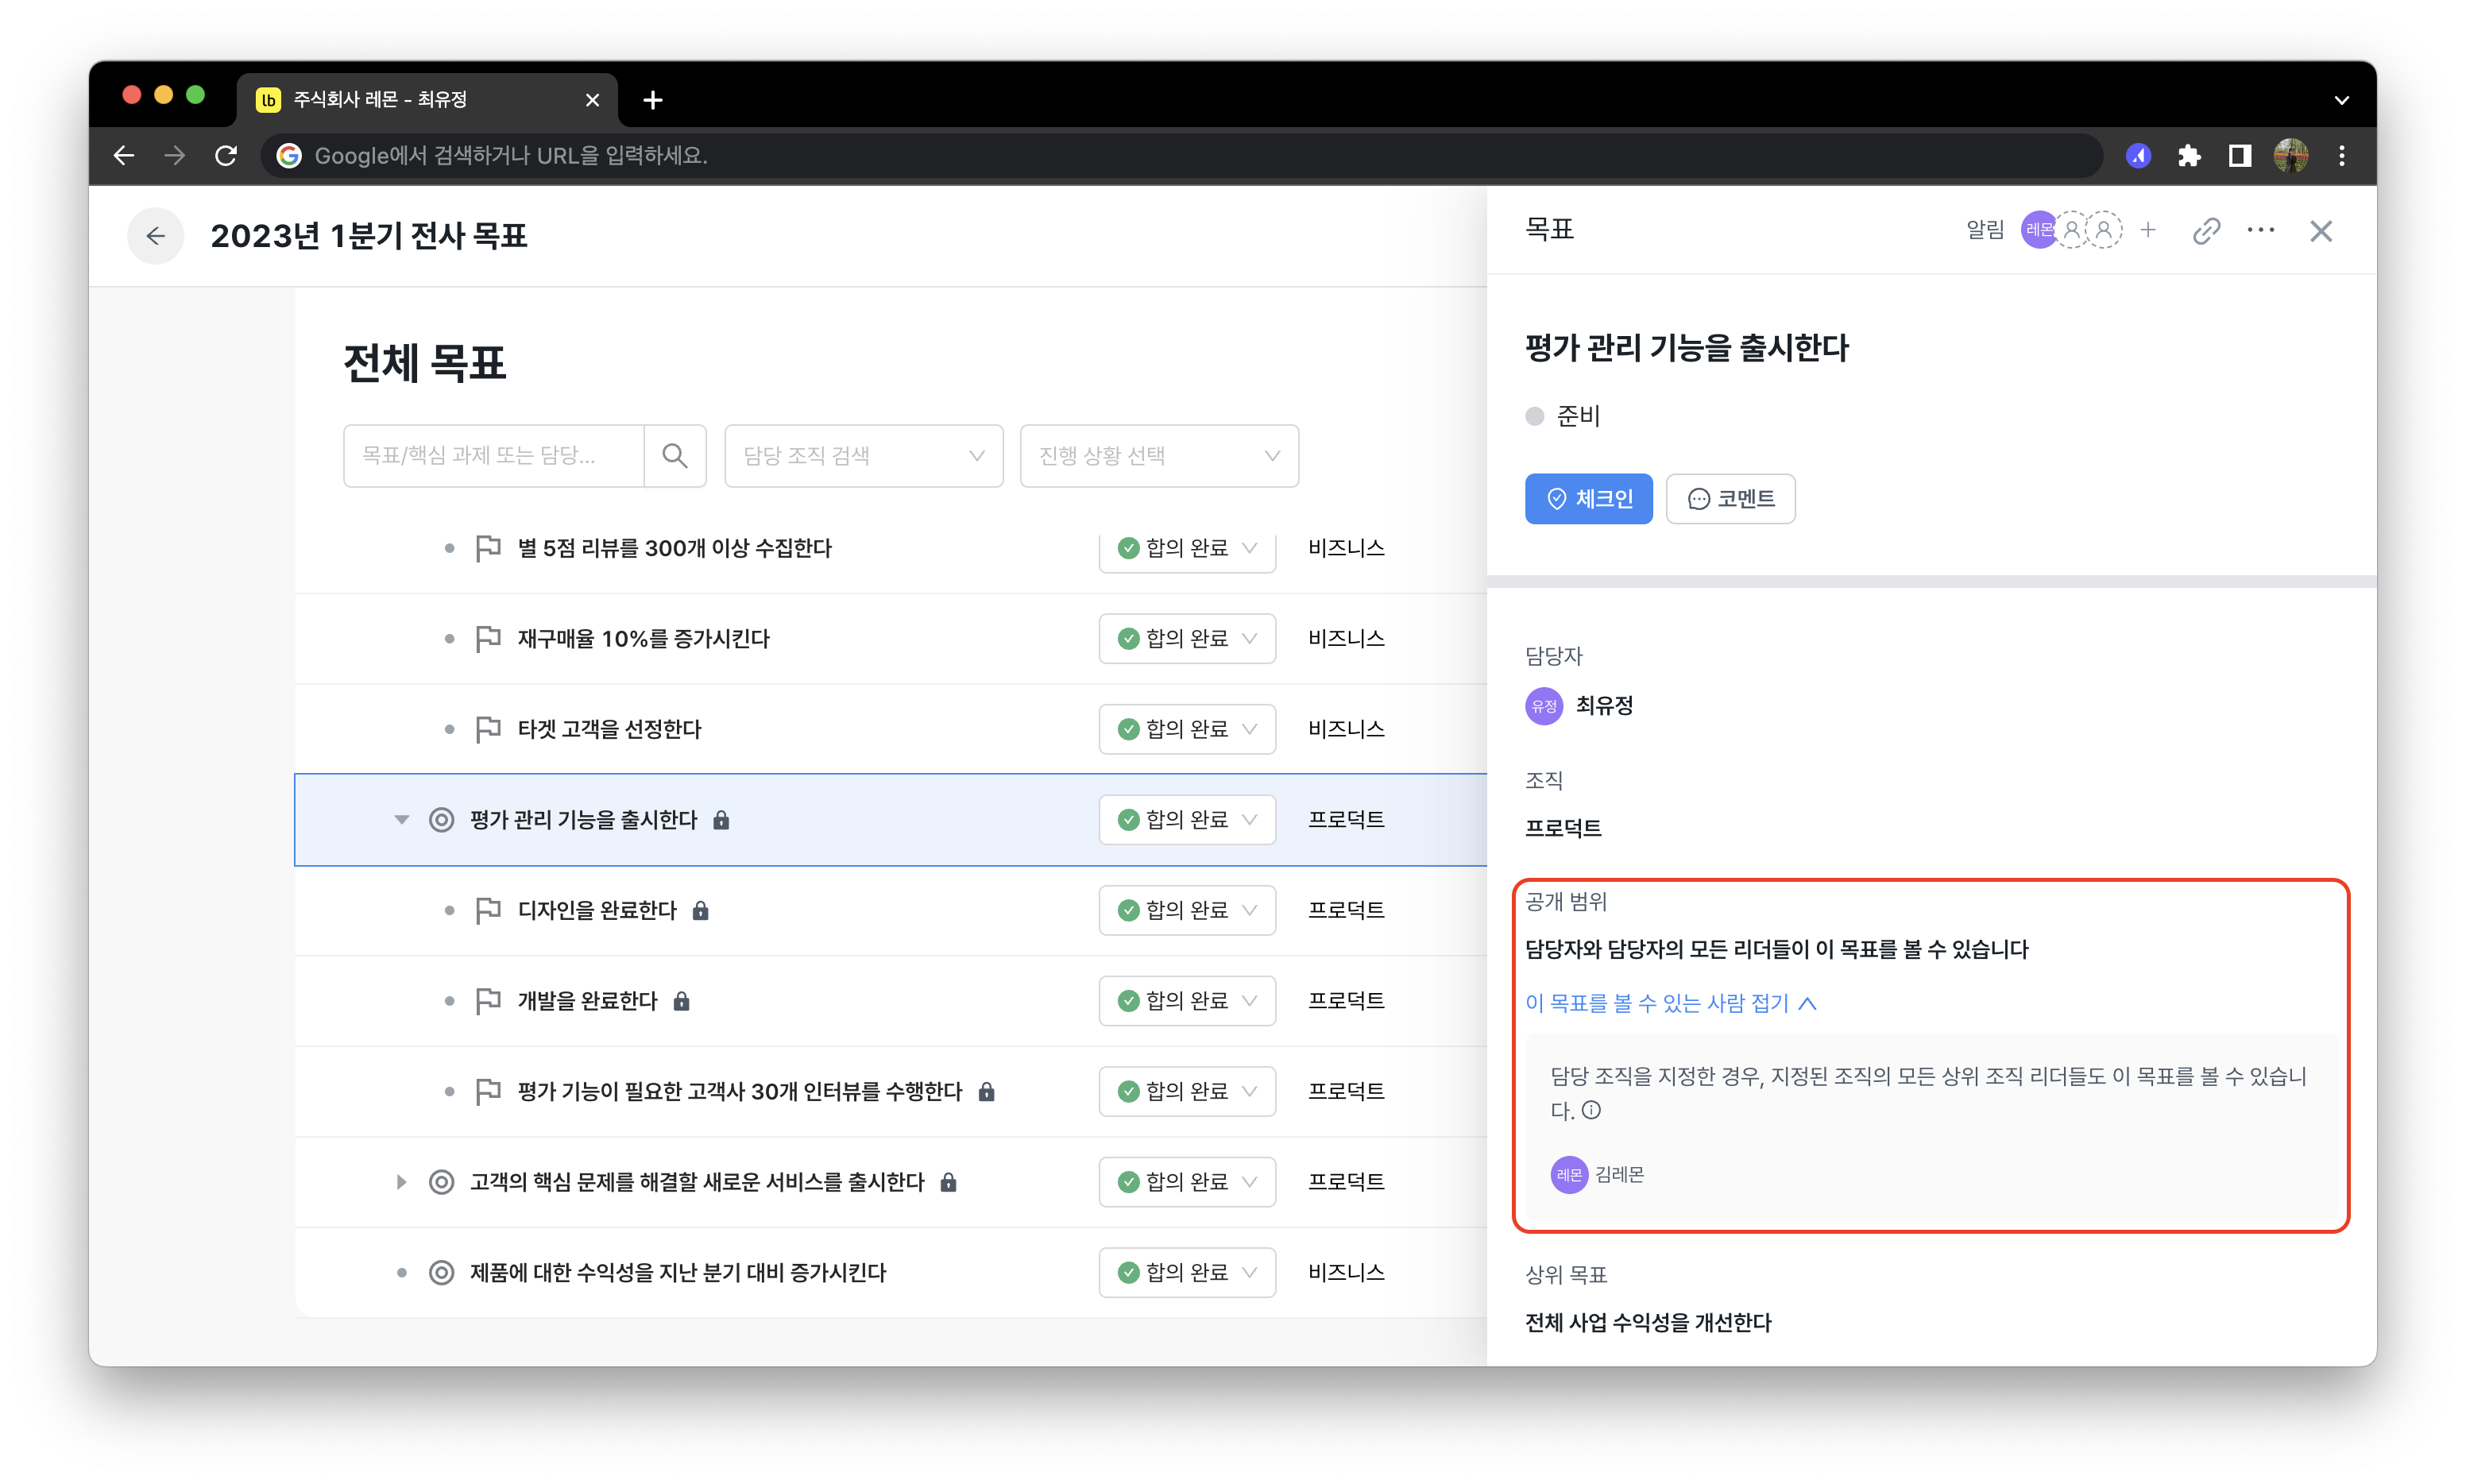 lb 주식회사 레몬 - 최유정
Google에서 검색하거나 URL을 입력하세요.
2023년 1분기 전사 목표
전체 목표
목표/핵심 과제 또는 담당...
담당 조직 검색
진행 상황 선택
별 5점 리뷰를 300개 이상 수집한다 합의 완료 비즈니스
재구매율 10%를 증가시킨다 합의 완료 비즈니스
타겟 고객을 선정한다 합의 완료 비즈니스
평가 관리 기능을 출시한다 합의 완료 프로덕트
디자인을 완료한다 합의 완료 프로덕트
개발을 완료한다 합의 완료 프로덕트
평가 기능이 필요한 고객사 30개 인터뷰를 수행한다 합의 완료 프로덕트
고객의 핵심 문제를 해결할 새로운 서비스를 출시한다 합의 완료 프로덕트
제품에 대한 수익성을 지난 분기 대비 증가시킨다 합의 완료 비즈니스
목표
알림 레몬
평가 관리 기능을 출시한다
준비
체크인 코멘트
담당자
유정 최유정
조직
프로덕트
공개 범위
담당자와 담당자의 모든 리더들이 이 목표를 볼 수 있습니다
이 목표를 볼 수 있는 사람 접기
담당 조직을 지정한 경우, 지정된 조직의 모든 상위 조직 리더들도 이 목표를 볼 수 있습니
다.
레몬 김레몬
상위 목표
전체 사업 수익성을 개선한다